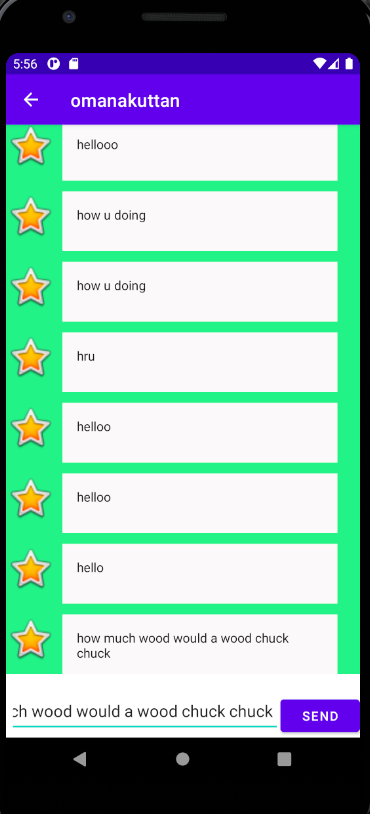 5:56
omanakuttan
hellooo
how u doing
how u doing
hru
helloo
helloo
hello
how much wood would a wood chuck
chuck
ch wood would a wood chuck chuck
SEND